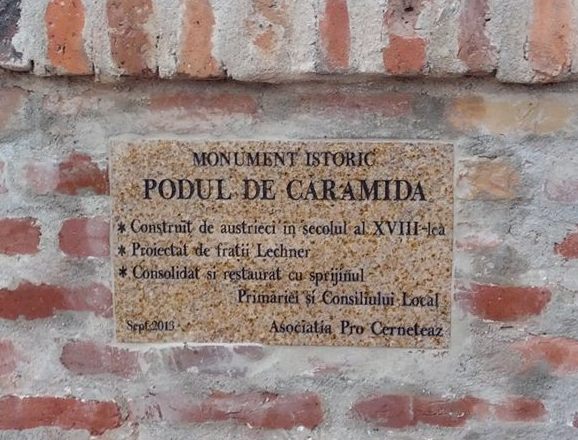 MONUMENT ISTORIC
PODUL DE CARAMIDA
* Construit de austrieci in secolul al XVIII-lea
* Proiectat de fratii Lechner
* Consolidat si restaurat cu sprijinul
Primariei si Consiliului Local
Sept.2013 Asociatia Pro Cerneteaz